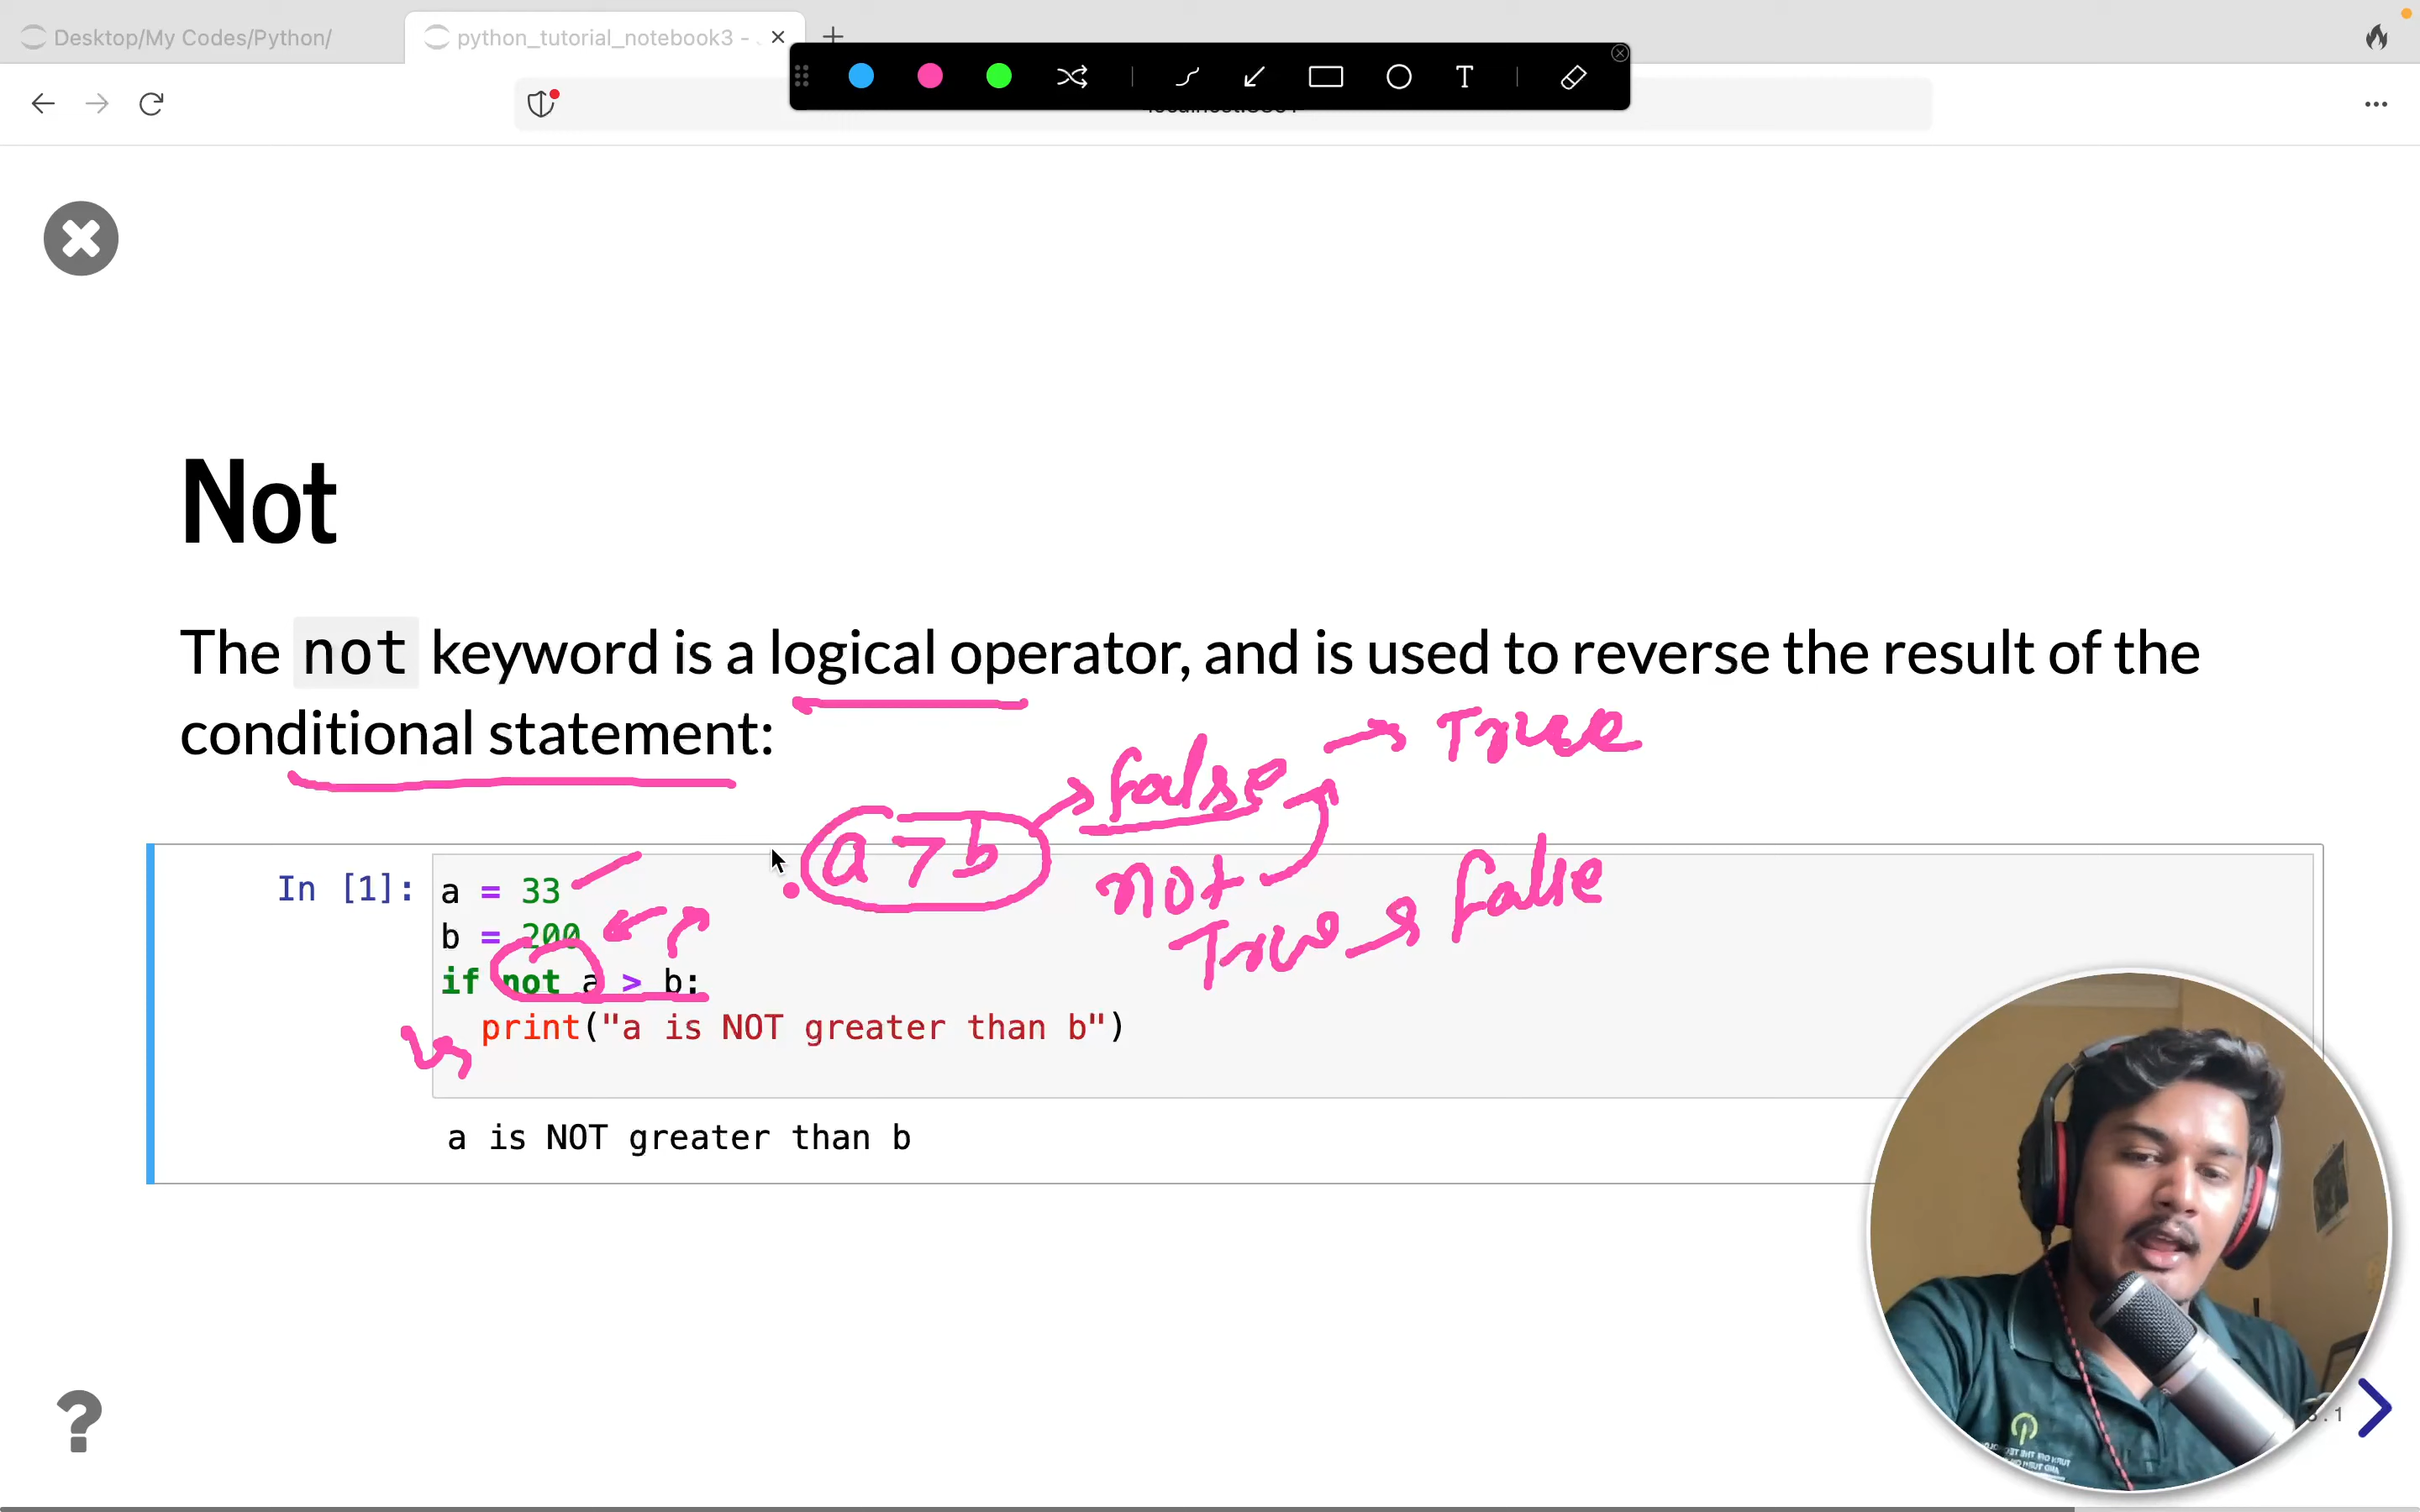 Desktop/My Codes/Python/
python_tutorial_notebook3 -
T
Not
The not keyword is a logical operator, and is used to reverse the result of the
conditional statement:
false → True
a > b
not
True → false
In [1]: a = 33
b = 200
if not a > b:
print("a is NOT greater than b")
a is NOT greater than b
?